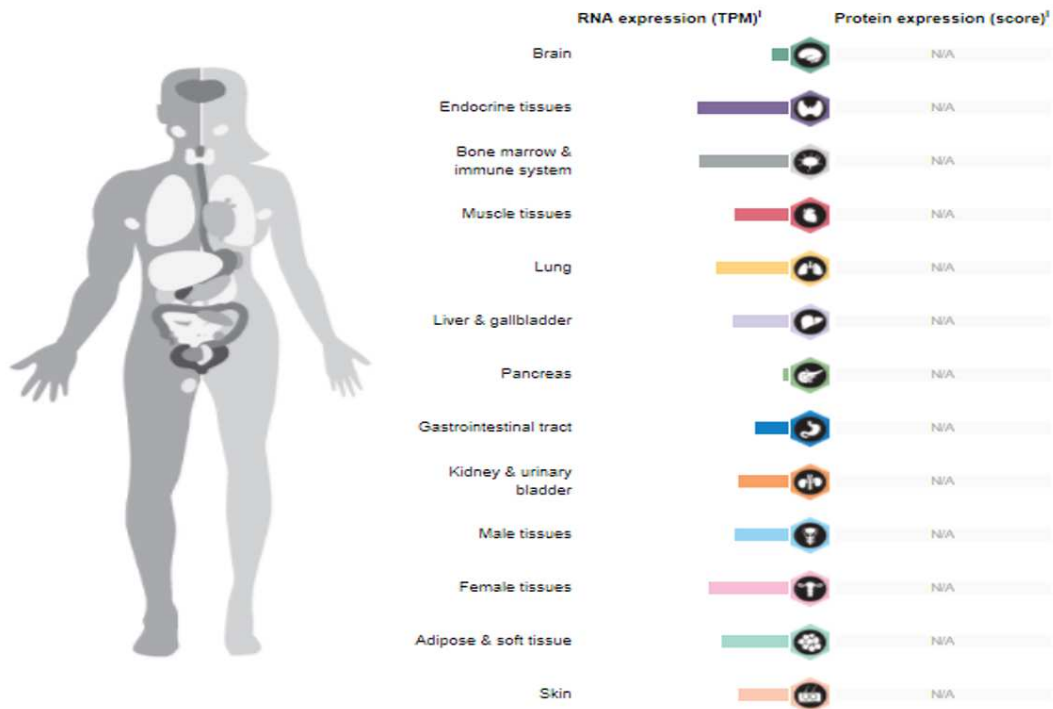 RNA expression (TPM)ⁱ Protein expression (score)ⁱ
Brain N/A
Endocrine tissues N/A
Bone marrow &
immune system N/A
Muscle tissues N/A
Lung N/A
Liver & gallbladder N/A
Pancreas N/A
Gastrointestinal tract N/A
Kidney & urinary
bladder N/A
Male tissues N/A
Female tissues N/A
Adipose & soft tissue N/A
Skin N/A